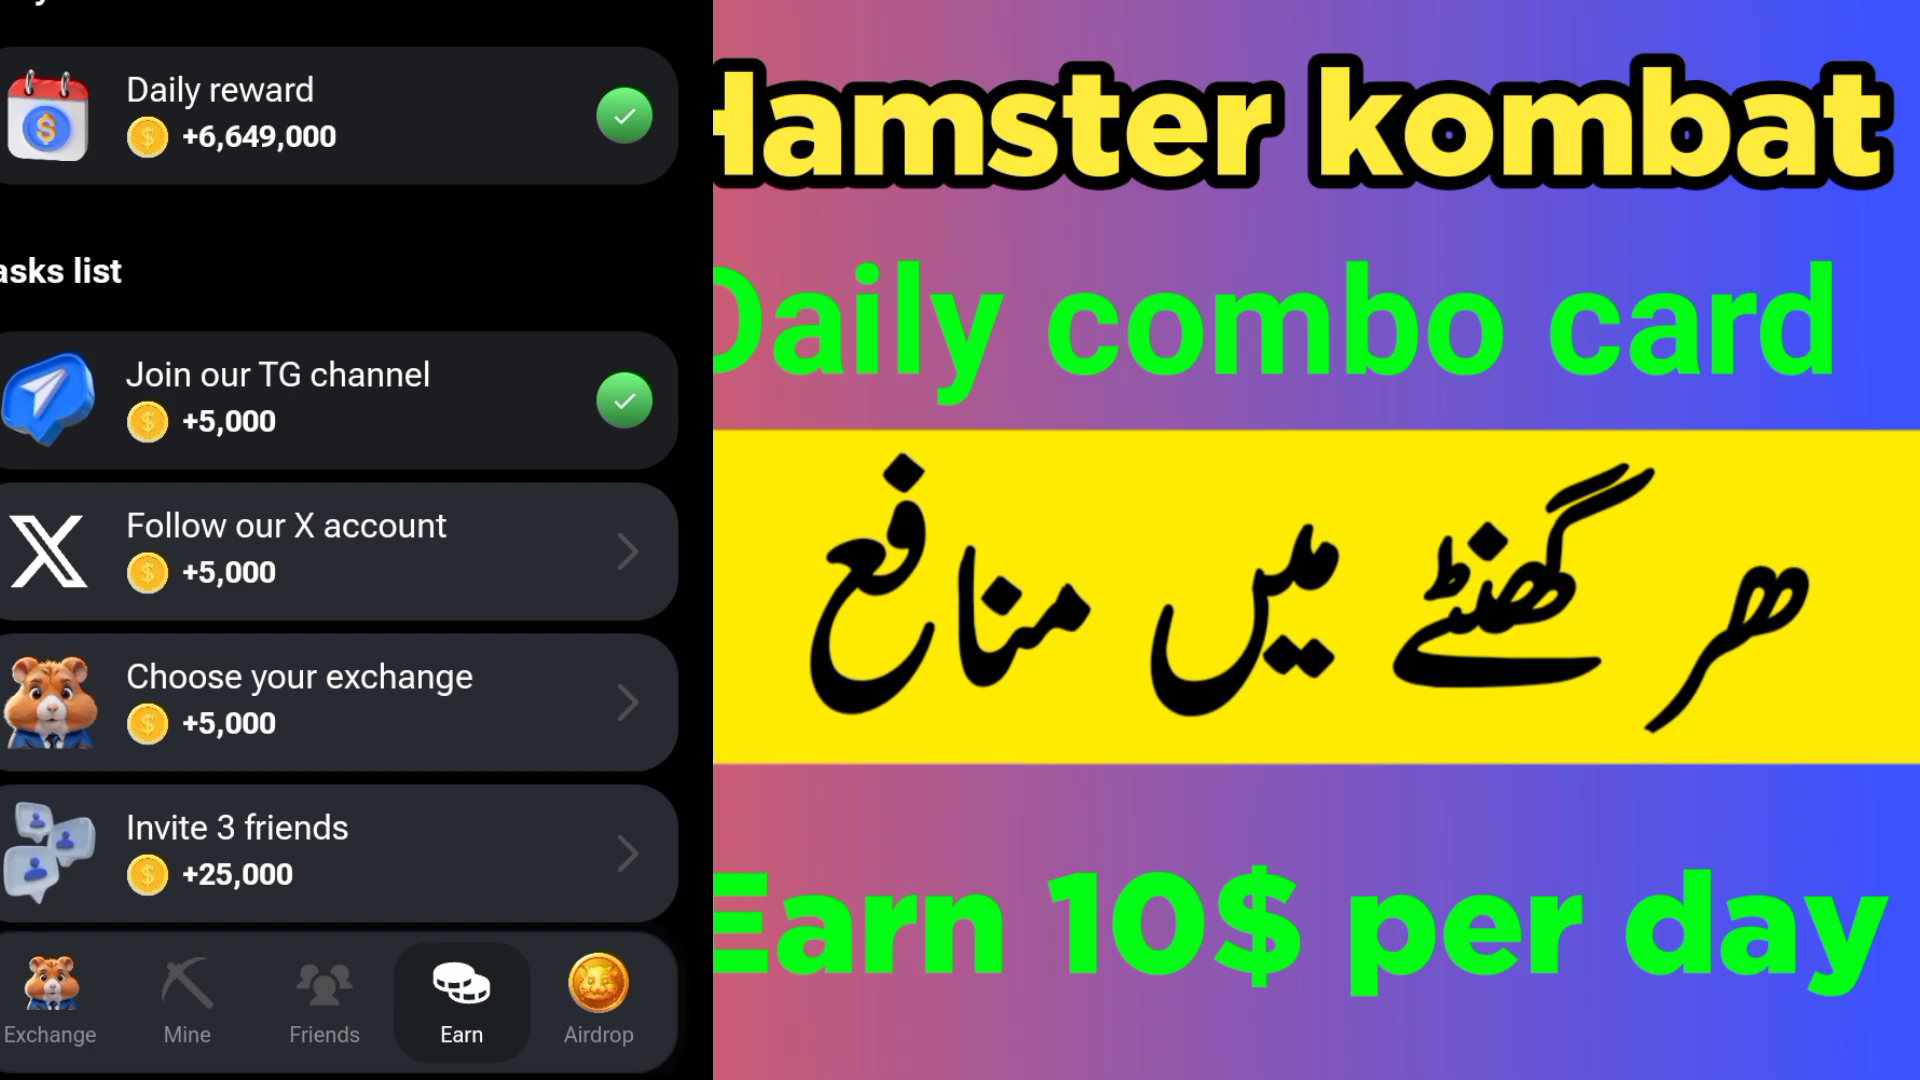 Daily reward
+6,649,000
asks list
Join our TG channel
+5,000
Follow our X account
+5,000
Choose your exchange
+5,000
Invite 3 friends
+25,000
Exchange
Mine
Friends
Earn
Airdrop
Hamster kombat
Daily combo card
ھر گھنٹے میں منافع
Earn 10$ per day